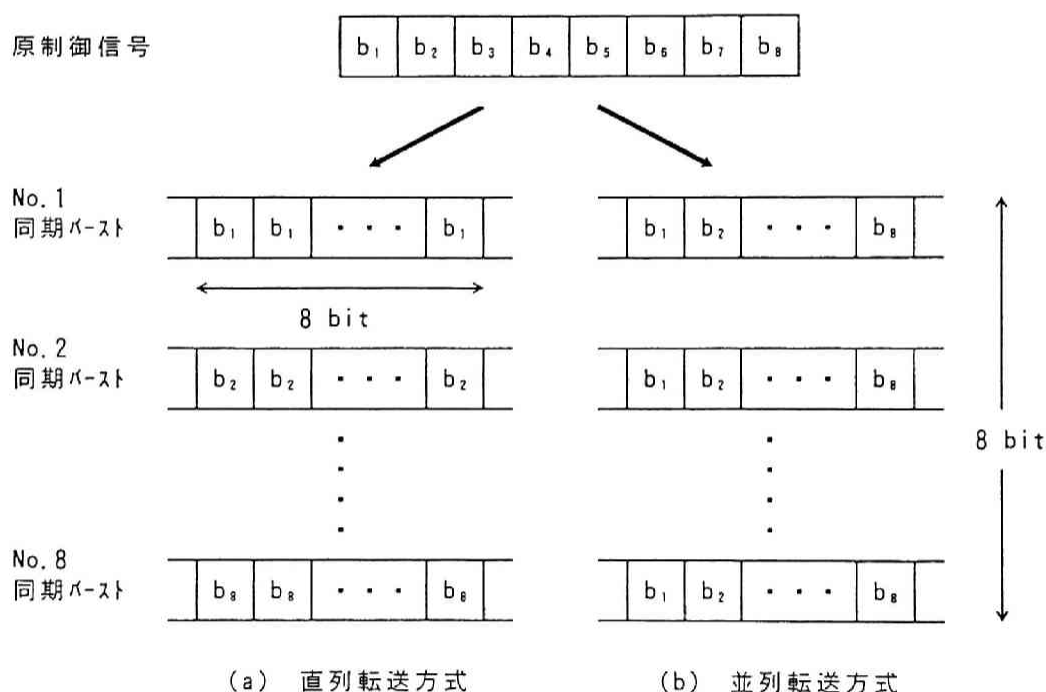 原制御信号 b₁ b₂ b₃ b₄ b₅ b₆ b₇ b₈
No.1
同期バースト b₁ b₁ ・・・ b₁ b₁ b₂ ・・・ b₈
8 bit
No.2
同期バースト b₂ b₂ ・・・ b₂ b₁ b₂ ・・・ b₈
8 bit
No.8
同期バースト b₈ b₈ ・・・ b₈ b₁ b₂ ・・・ b₈
(a) 直列転送方式 (b) 並列転送方式